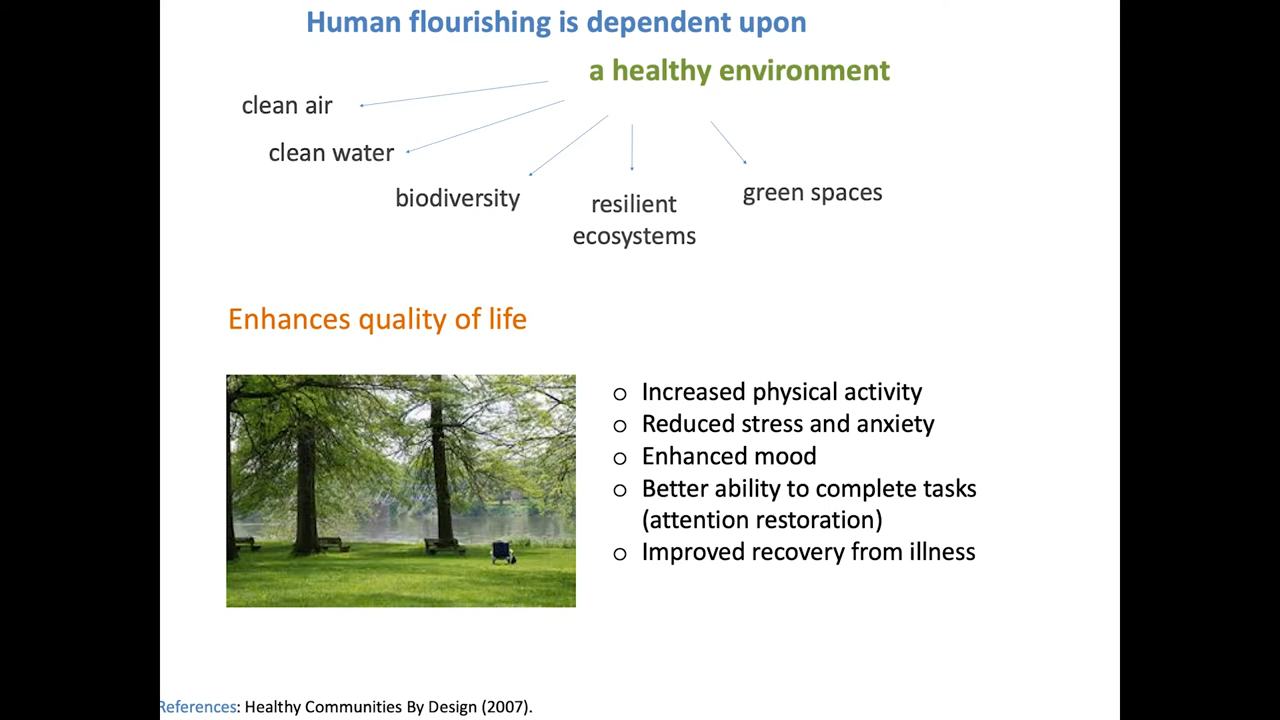 Human flourishing is dependent upon
a healthy environment
clean air
clean water
biodiversity
resilient
ecosystems
green spaces
Enhances quality of life
o Increased physical activity
o Reduced stress and anxiety
o Enhanced mood
o Better ability to complete tasks
(attention restoration)
o Improved recovery from illness
References: Healthy Communities By Design (2007).